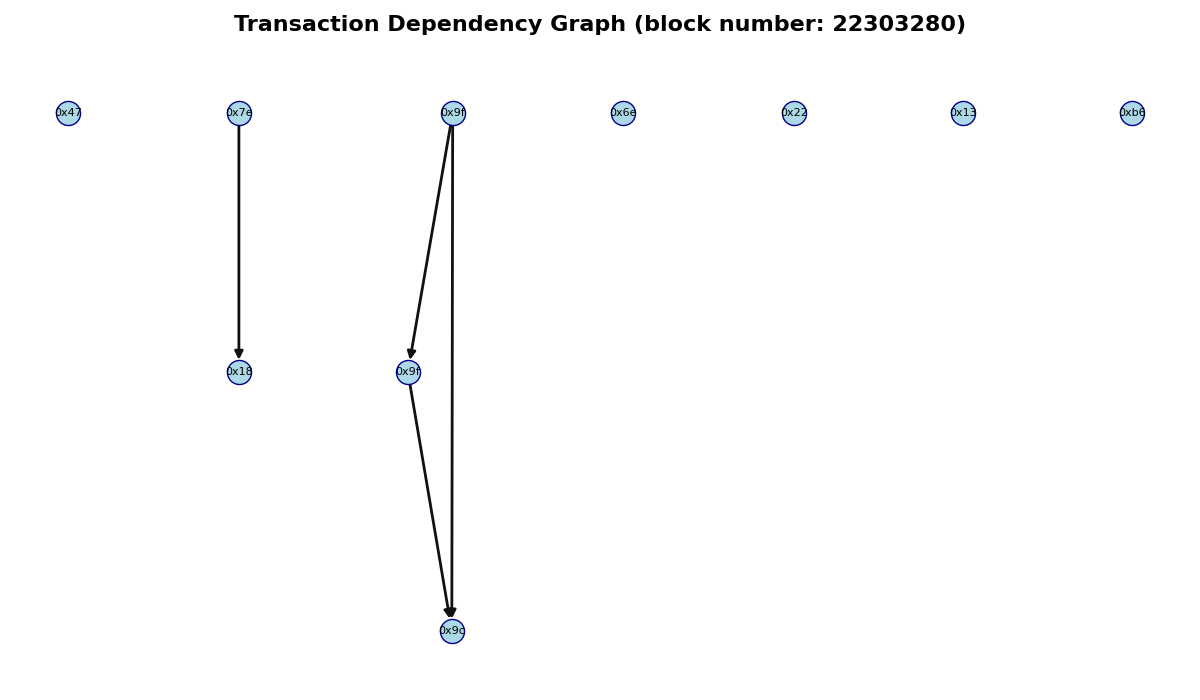 Transaction Dependency Graph (block number: 22303280)
0x47 0x7e 0x9f 0x6e 0x22 0x13 0xb6
0x18 0x9f
0x9c